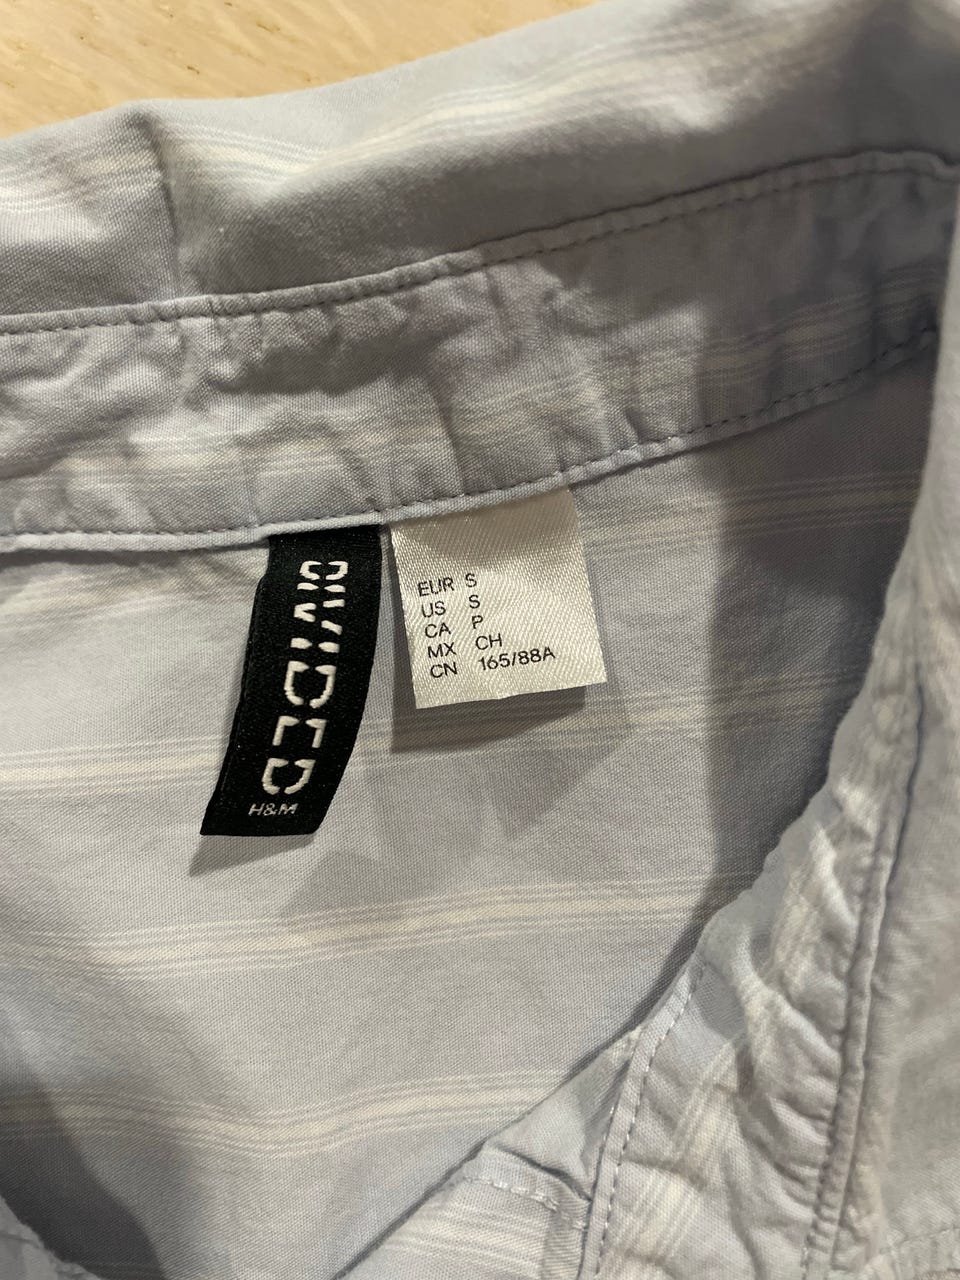 DIVIDED
H&M
EUR S
US S
CA P
MX CH
CN 165/88A